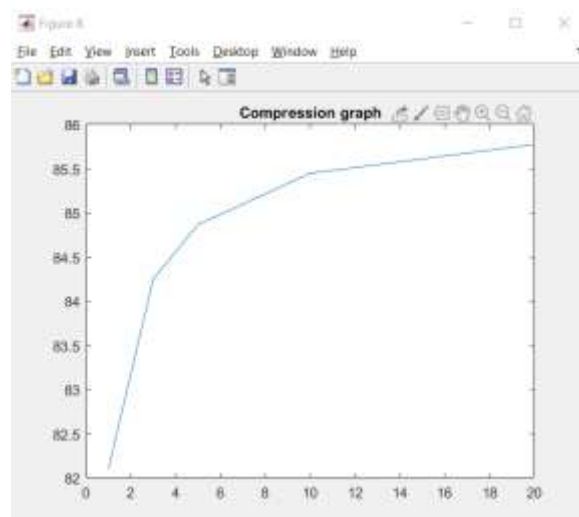 Figure 8
File Edit View Insert Tools Desktop Window Help
Compression graph
86
85.5
85
84.5
84
83.5
83
82.5
82
0 2 4 6 8 10 12 14 16 18 20